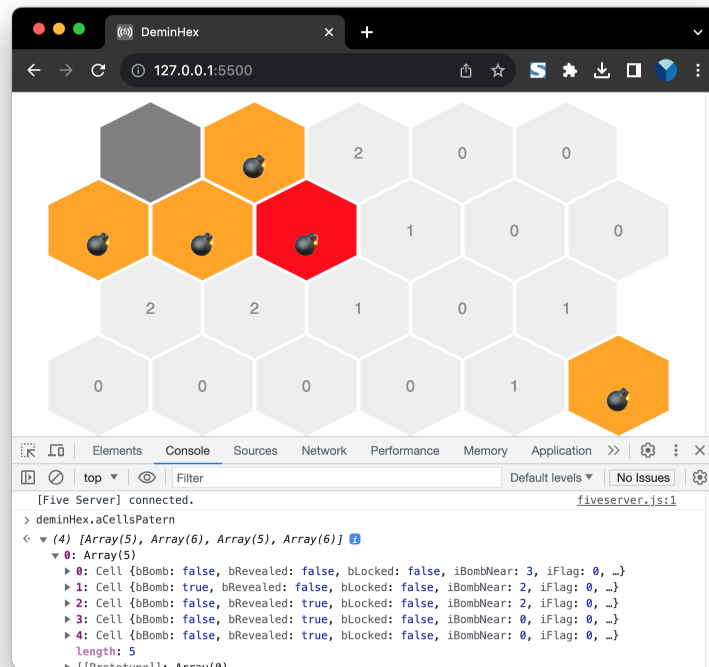 DemínHex
127.0.0.1:5500
2 0 0
1 0 0
2 2 1 0 1
0 0 0 0 1
Elements Console Sources Network Performance Memory Application
top Filter Default levels No Issues
[Five Server] connected. fiveserver.js:1
deminHex.aCellsPatern
(4) [Array(5), Array(6), Array(5), Array(6)] i
0: Array(5)
0: Cell {bBomb: false, bRevealed: false, bLocked: false, iBombNear: 3, iFlag: 0, …}
1: Cell {bBomb: true, bRevealed: false, bLocked: false, iBombNear: 2, iFlag: 0, …}
2: Cell {bBomb: false, bRevealed: true, bLocked: false, iBombNear: 2, iFlag: 0, …}
3: Cell {bBomb: false, bRevealed: true, bLocked: false, iBombNear: 0, iFlag: 0, …}
4: Cell {bBomb: false, bRevealed: true, bLocked: false, iBombNear: 0, iFlag: 0, …}
length: 5
[[Prototype]]: Array(0)